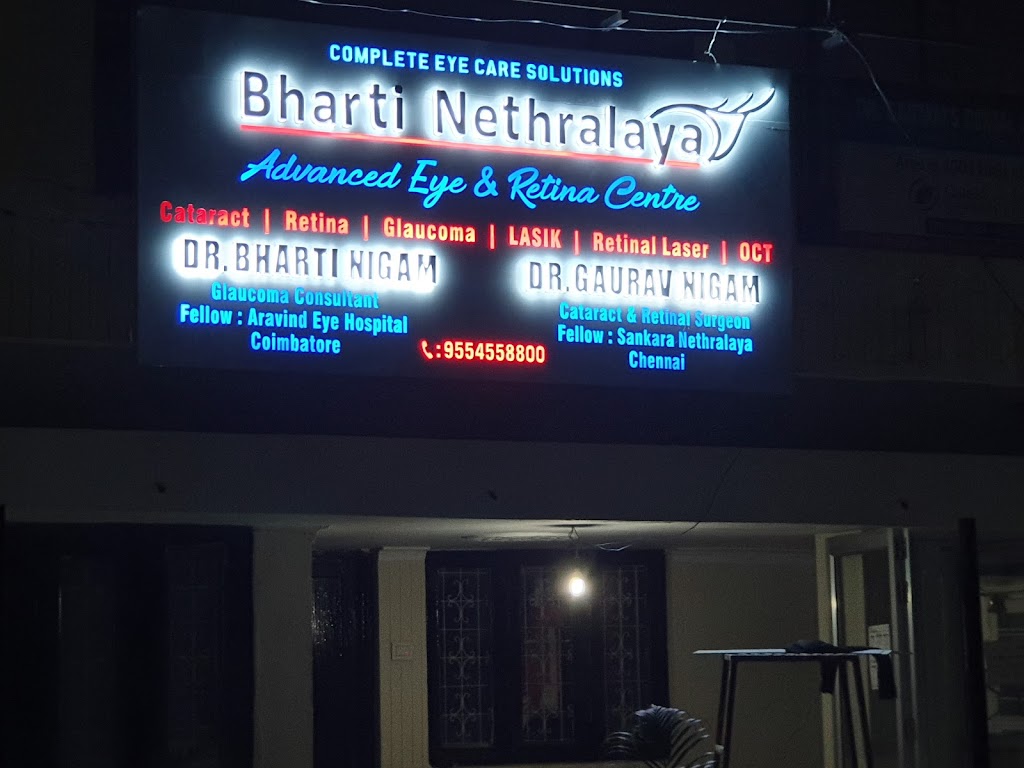 COMPLETE EYE CARE SOLUTIONS
Bharti Nethralaya
Advanced Eye & Retina Centre
Cataract | Retina | Glaucoma | LASIK | Retinal Laser | OCT
DR. BHARTI NIGAM
Glaucoma Consultant
Fellow : Aravind Eye Hospital
Coimbatore
DR. GAURAV NIGAM
Cataract & Retinal Surgeon
Fellow : Sankara Nethralaya
Chennai
:9554558800